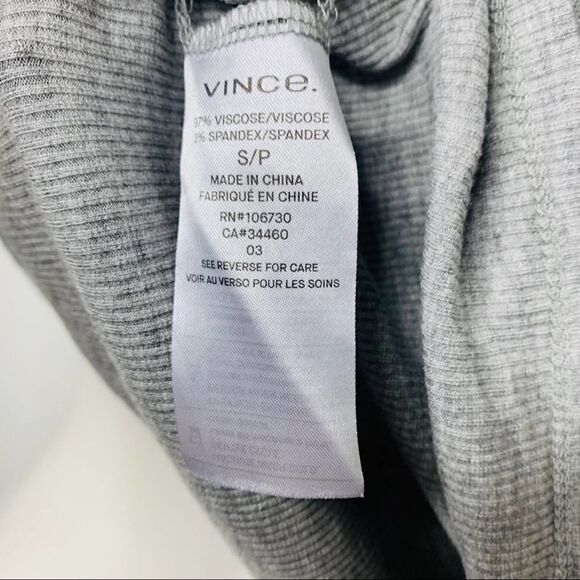 VINCE.
97% VISCOSE/VISCOSE
3% SPANDEX/SPANDEX
S/P
MADE IN CHINA
FABRIQUÉ EN CHINE
RN#106730
CA#34460
03
SEE REVERSE FOR CARE
VOIR AU VERSO POUR LES SOINS